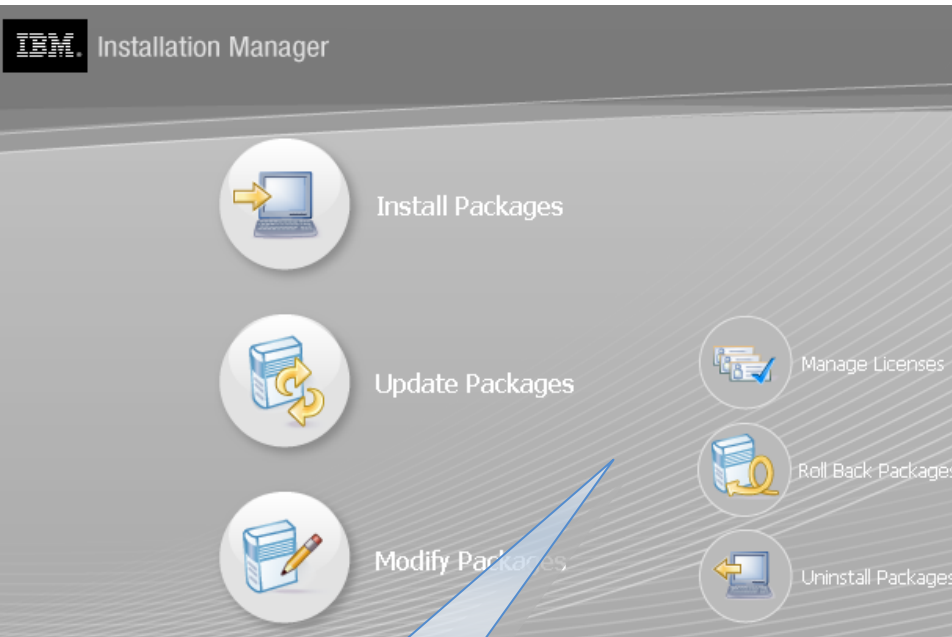 IBM. Installation Manager
Install Packages
Update Packages
Modify Packages
Manage Licenses
Roll Back Packages
Uninstall Packages